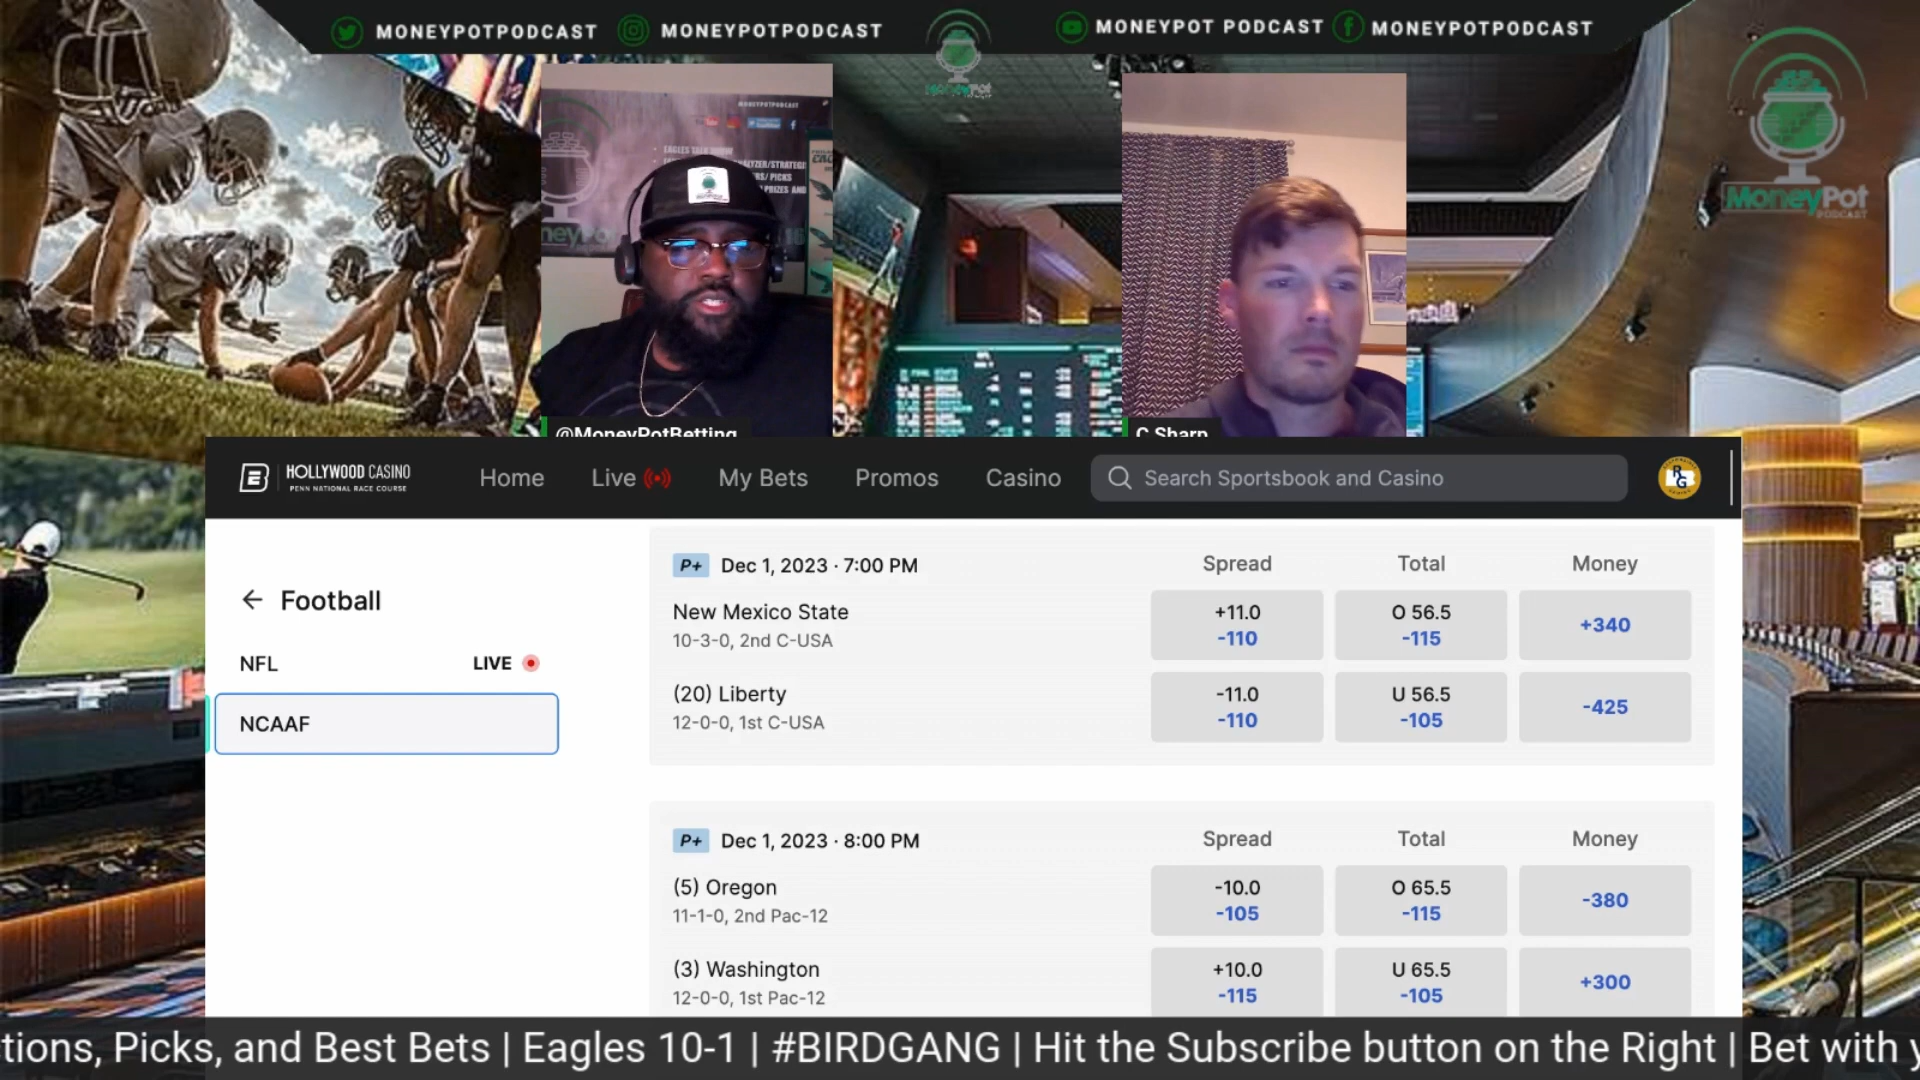 MONEYPOTPODCAST
MONEYPOTPODCAST
MONEYPOT PODCAST
MONEYPOTPODCAST
MoneyPot
PODCAST
MONEYPOTPODCAST
EAGLES TALK SHOW
@MoneyPotBetting
C Sharp
HOLLYWOOD CASINO
PENN NATIONAL RACE COURSE
Home
Live
My Bets
Promos
Casino
Search Sportsbook and Casino
RG
Football
NFL
LIVE
NCAAF
P+ Dec 1, 2023 · 7:00 PM
Spread
Total
Money
New Mexico State
10-3-0, 2nd C-USA
+11.0
-110
O 56.5
-115
+340
(20) Liberty
12-0-0, 1st C-USA
-11.0
-110
U 56.5
-105
-425
P+ Dec 1, 2023 · 8:00 PM
Spread
Total
Money
(5) Oregon
11-1-0, 2nd Pac-12
-10.0
-105
O 65.5
-115
-380
(3) Washington
12-0-0, 1st Pac-12
+10.0
-115
U 65.5
-105
+300
tions, Picks, and Best Bets | Eagles 10-1 | #BIRDGANG | Hit the Subscribe button on the Right | Bet with y